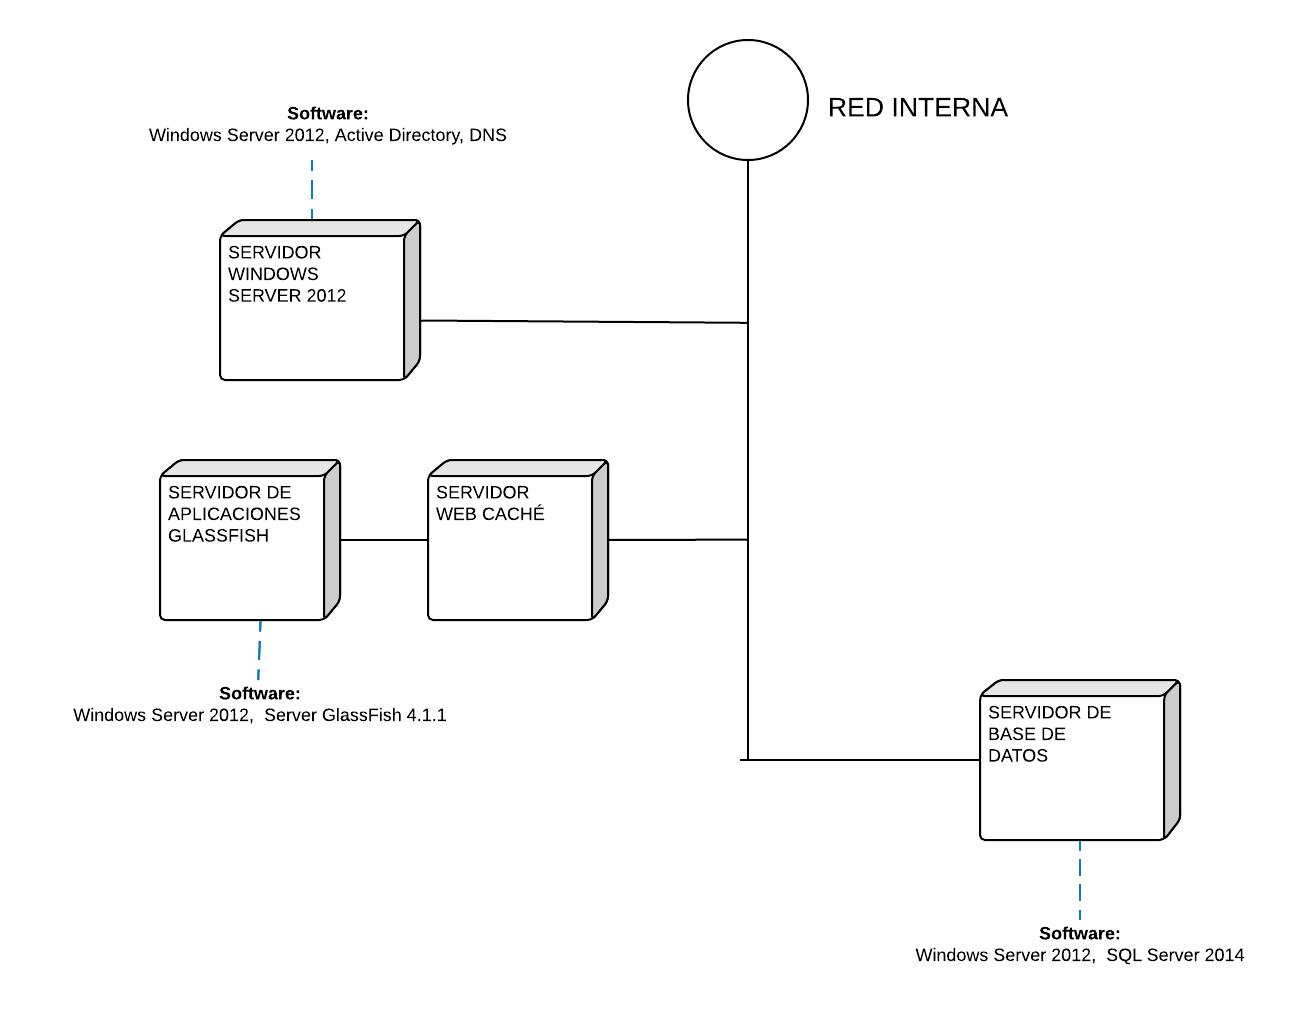 RED INTERNA
Software:
Windows Server 2012, Active Directory, DNS
SERVIDOR
WINDOWS
SERVER 2012
SERVIDOR DE
APLICACIONES
GLASSFISH
SERVIDOR
WEB CACHÉ
Software:
Windows Server 2012,  Server GlassFish 4.1.1
SERVIDOR DE
BASE DE
DATOS
Software:
Windows Server 2012,  SQL Server 2014